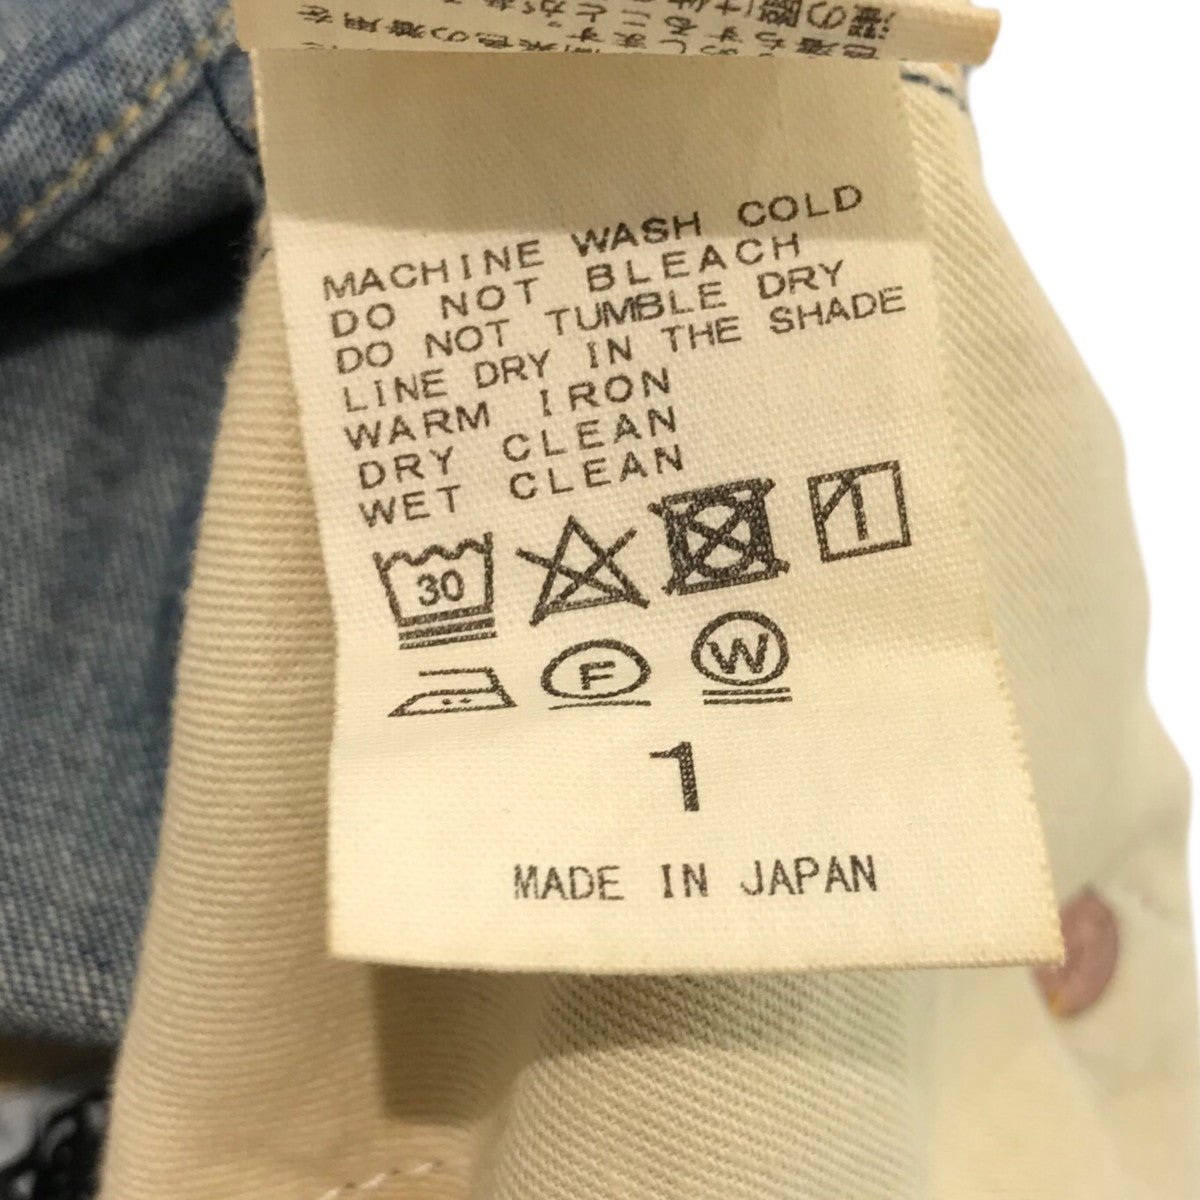 MACHINE WASH COLD
DO NOT BLEACH
DO NOT TUMBLE DRY
LINE DRY IN THE SHADE
WARM IRON
DRY CLEAN
WET CLEAN
30
F W
1
MADE IN JAPAN